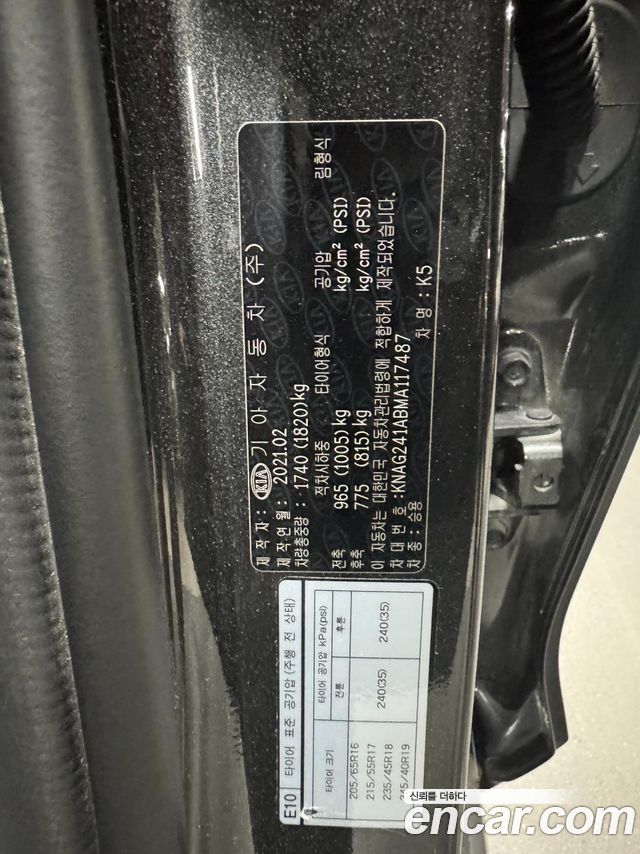 제 작 자 : KIA 기 아 자 동 차 (주)
제작연월 : 2021.02
차량총중량 : 1740 (1820)kg
적차시하중 타이어형식 공기압 림형식
전축 965 (1005)kg kg/cm² (PSI)
후축 775 (815)kg kg/cm² (PSI)
이 자동차는 대한민국 자동차관리법령에 적합하게 제작되었습니다.
차 대 번 호 : KNAG241ABMA117487
차 종 : 승용 차 명 : K5
E10 타이어 표준 공기압 (주행 전 상태)
타이어 크기 타이어 공기압 kPa(psi)
전륜 후륜
205/65R16
215/55R17
235/45R18
245/40R19
240(35) 240(35)
신뢰를 더하다
encar.com